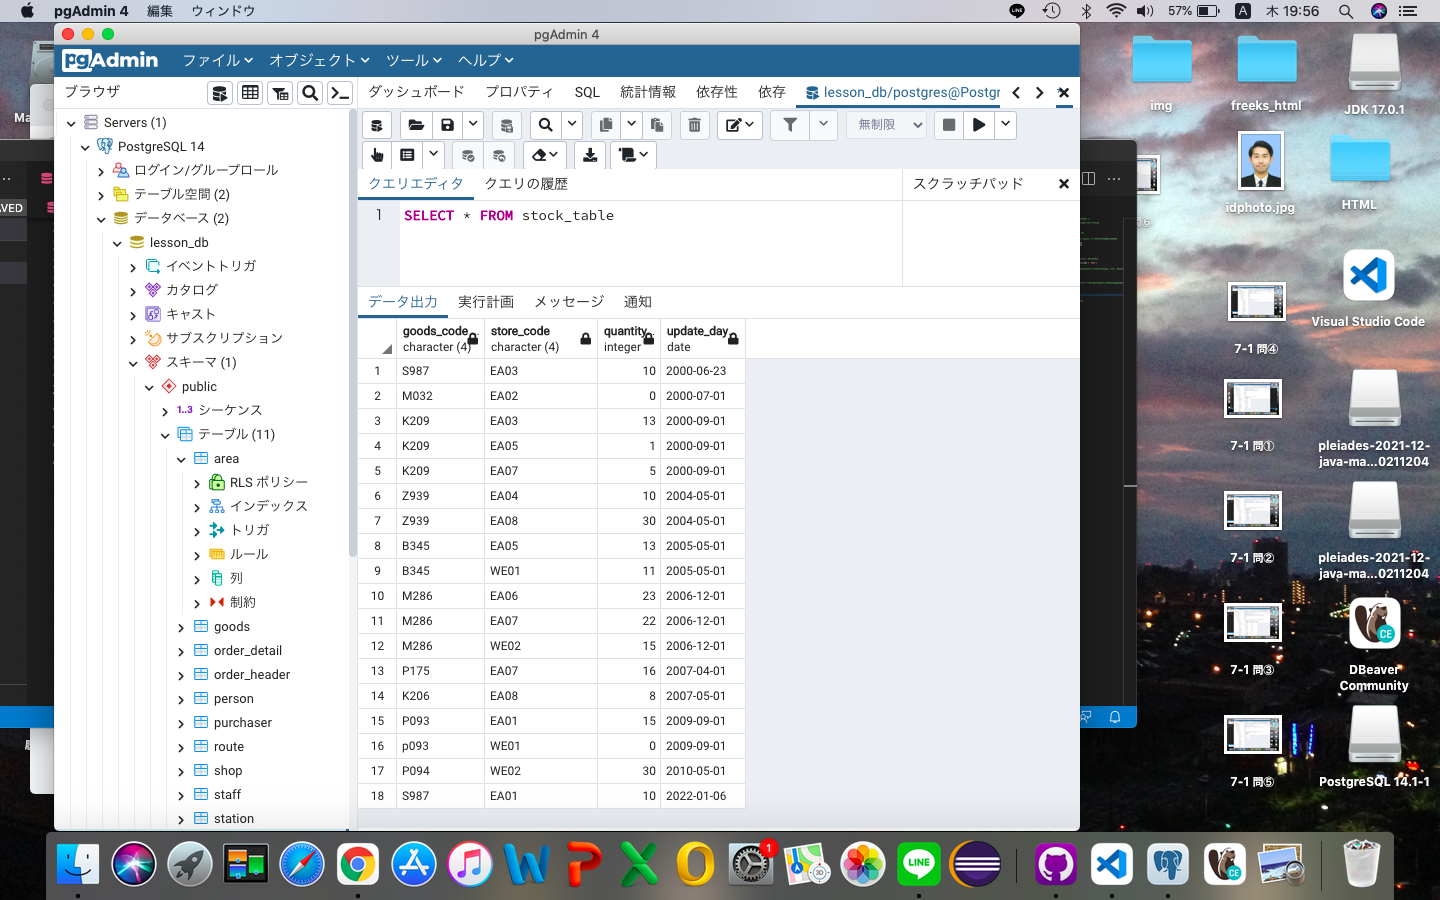 pgAdmin 4 編集 ウィンドウ
LINE 57% A 木 19:56
pgAdmin 4
pgAdmin ファイル オブジェクト ツール ヘルプ
ブラウザ
ダッシュボード プロパティ SQL 統計情報 依存性 依存 lesson_db/postgres@Postgr
無制限
Servers (1)
PostgreSQL 14
ログイン/グループロール
テーブル空間 (2)
データベース (2)
lesson_db
イベントトリガ
カタログ
キャスト
サブスクリプション
スキーマ (1)
public
1..3 シーケンス
テーブル (11)
area
RLS ポリシー
インデックス
トリガ
ルール
列
制約
goods
order_detail
order_header
person
purchaser
route
shop
staff
station
クエリエディタ クエリの履歴 スクラッチパッド
1 SELECT * FROM stock_table
データ出力 実行計画 メッセージ 通知
goods_code store_code quantity update_day
character (4) character (4) integer date
1 S987 EA03 10 2000-06-23
2 M032 EA02 0 2000-07-01
3 K209 EA03 13 2000-09-01
4 K209 EA05 1 2000-09-01
5 K209 EA07 5 2000-09-01
6 Z939 EA04 10 2004-05-01
7 Z939 EA08 30 2004-05-01
8 B345 EA05 13 2005-05-01
9 B345 WE01 11 2005-05-01
10 M286 EA06 23 2006-12-01
11 M286 EA07 22 2006-12-01
12 M286 WE02 15 2006-12-01
13 P175 EA07 16 2007-04-01
14 K206 EA08 8 2007-05-01
15 P093 EA01 15 2009-09-01
16 p093 WE01 0 2009-09-01
17 P094 WE02 30 2010-05-01
18 S987 EA01 10 2022-01-06
Ma
AVED
img
freeks_html
JDK 17.0.1
idphoto.jpg
HTML
7-1 問④
Visual Studio Code
7-1 問①
pleiades-2021-12-
java-ma...0211204
7-1 問②
pleiades-2021-12-
java-ma...0211204
7-1 問③
CE
DBeaver
Community
7-1 問⑤
PostgreSQL 14.1-1
1
LINE
3D
CE